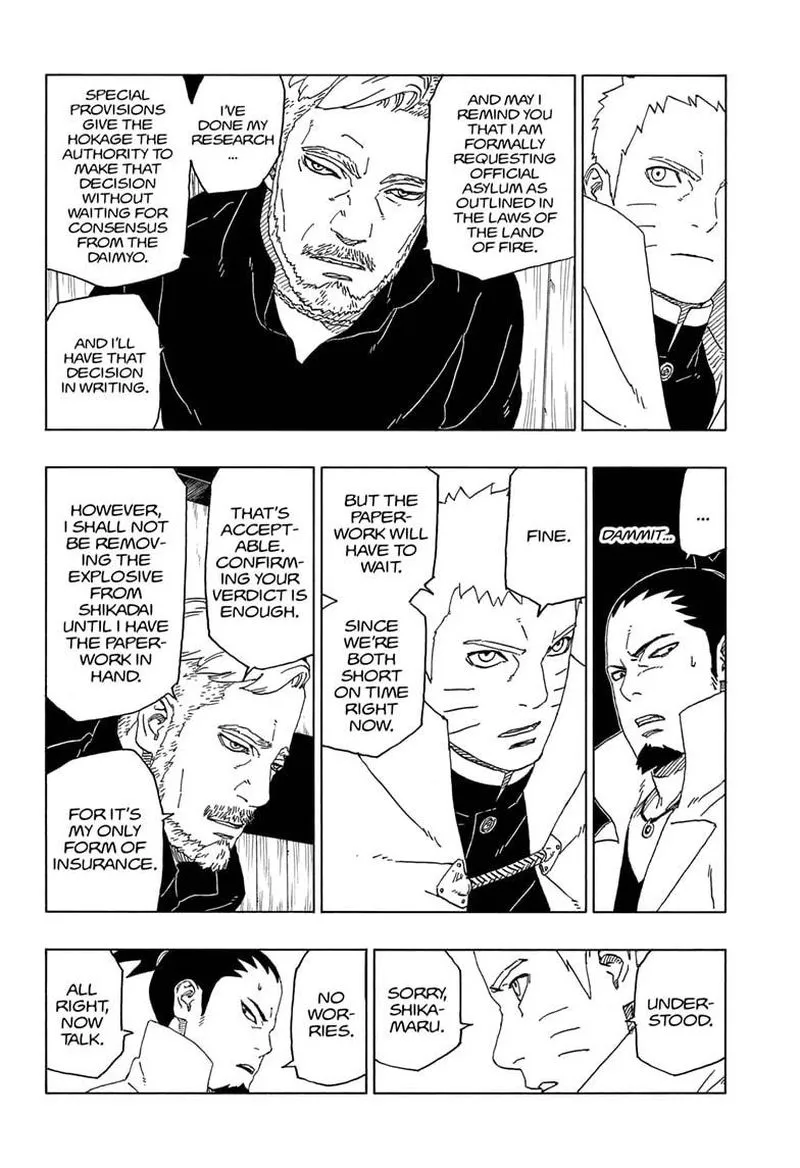 AND MAY I
REMIND YOU
THAT I AM
FORMALLY
REQUESTING
OFFICIAL
ASYLUM AS
OUTLINED IN
THE LAWS OF
THE LAND
OF FIRE.
I'VE
DONE MY
RESEARCH
...
SPECIAL
PROVISIONS
GIVE THE
HOKAGE THE
AUTHORITY TO
MAKE THAT
DECISION
WITHOUT
WAITING FOR
CONSENSUS
FROM THE
DAIMYO.
AND I'LL
HAVE THAT
DECISION
IN WRITING.
...
DAMMIT...
FINE.
BUT THE
PAPER-
WORK WILL
HAVE TO
WAIT.
SINCE
WE'RE
BOTH
SHORT
ON TIME
RIGHT
NOW.
THAT'S
ACCEPT-
ABLE.
CONFIRM-
ING YOUR
VERDICT IS
ENOUGH.
HOWEVER,
I SHALL NOT
BE REMOV-
ING THE
EXPLOSIVE
FROM
SHIKADAI
UNTIL I HAVE
THE PAPER-
WORK IN
HAND.
FOR IT'S
MY ONLY
FORM OF
INSURANCE.
UNDER-
STOOD.
SORRY,
SHIKA-
MARU.
NO
WOR-
RIES.
ALL
RIGHT,
NOW
TALK.